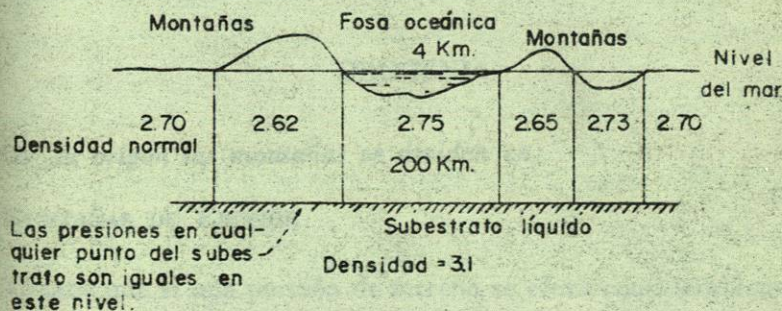 Montañas
Fosa oceánica
4 Km.
Montañas
Nivel
del mar
2.70
2.62
2.75
2.65
2.73
2.70
Densidad normal
200 Km.
Las presiones en cual-
quier punto del subes-
trato son iguales en
este nivel.
Subestrato líquido
Densidad = 3.1